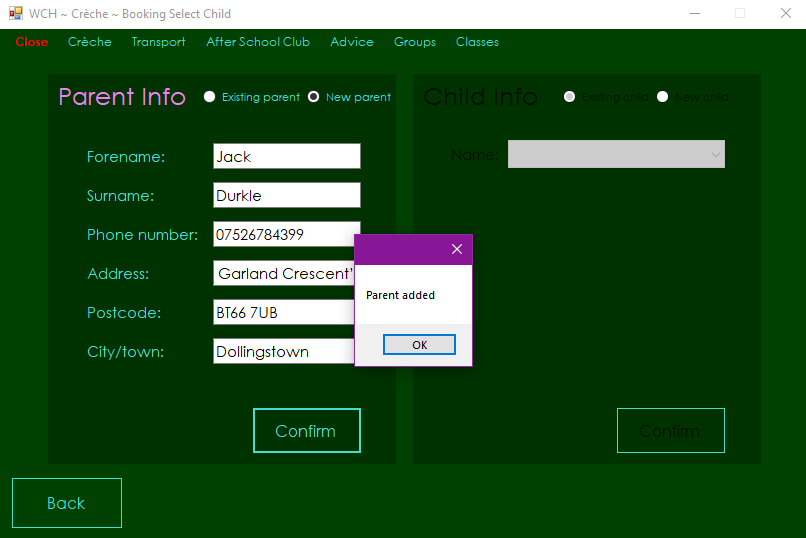 WCH ~ Crèche ~ Booking Select Child
Close Crèche Transport After School Club Advice Groups Classes
Parent Info Existing parent New parent
Forename: Jack
Surname: Durkle
Phone number: 07526784399
Address: Garland Crescent'
Postcode: BT66 7UB
City/town: Dollingstown
Confirm
Child Info Existing child New child
Name:
Confirm
Parent added
OK
Back